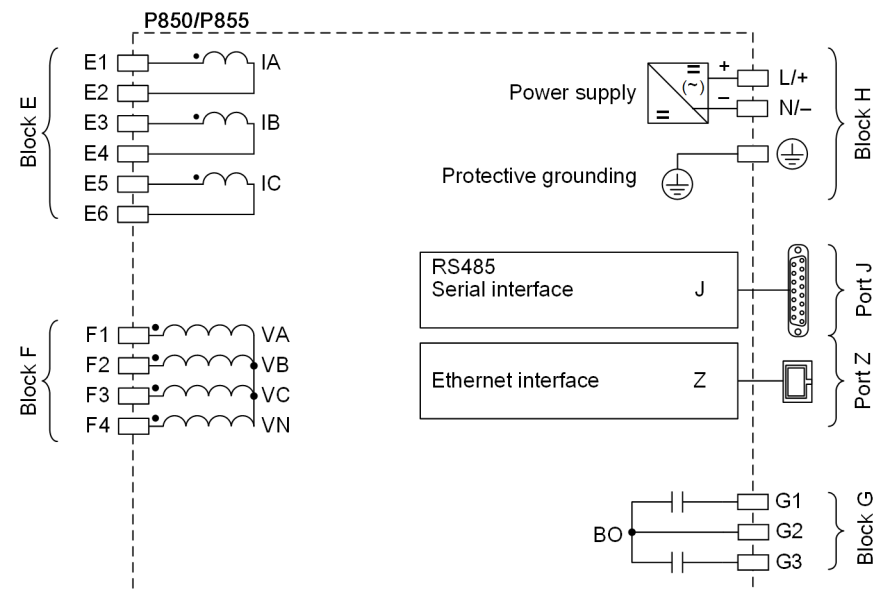 P850/P855
Block E
E1
IA
E2
E3
IB
E4
E5
IC
E6
Block F
F1
VA
F2
VB
F3
VC
F4
VN
Power supply
=
(~)
=
+
L/+
–
N/–
Protective grounding
Block H
RS485
Serial interface
J
Port J
Ethernet interface
Z
Port Z
BO
G1
G2
G3
Block G